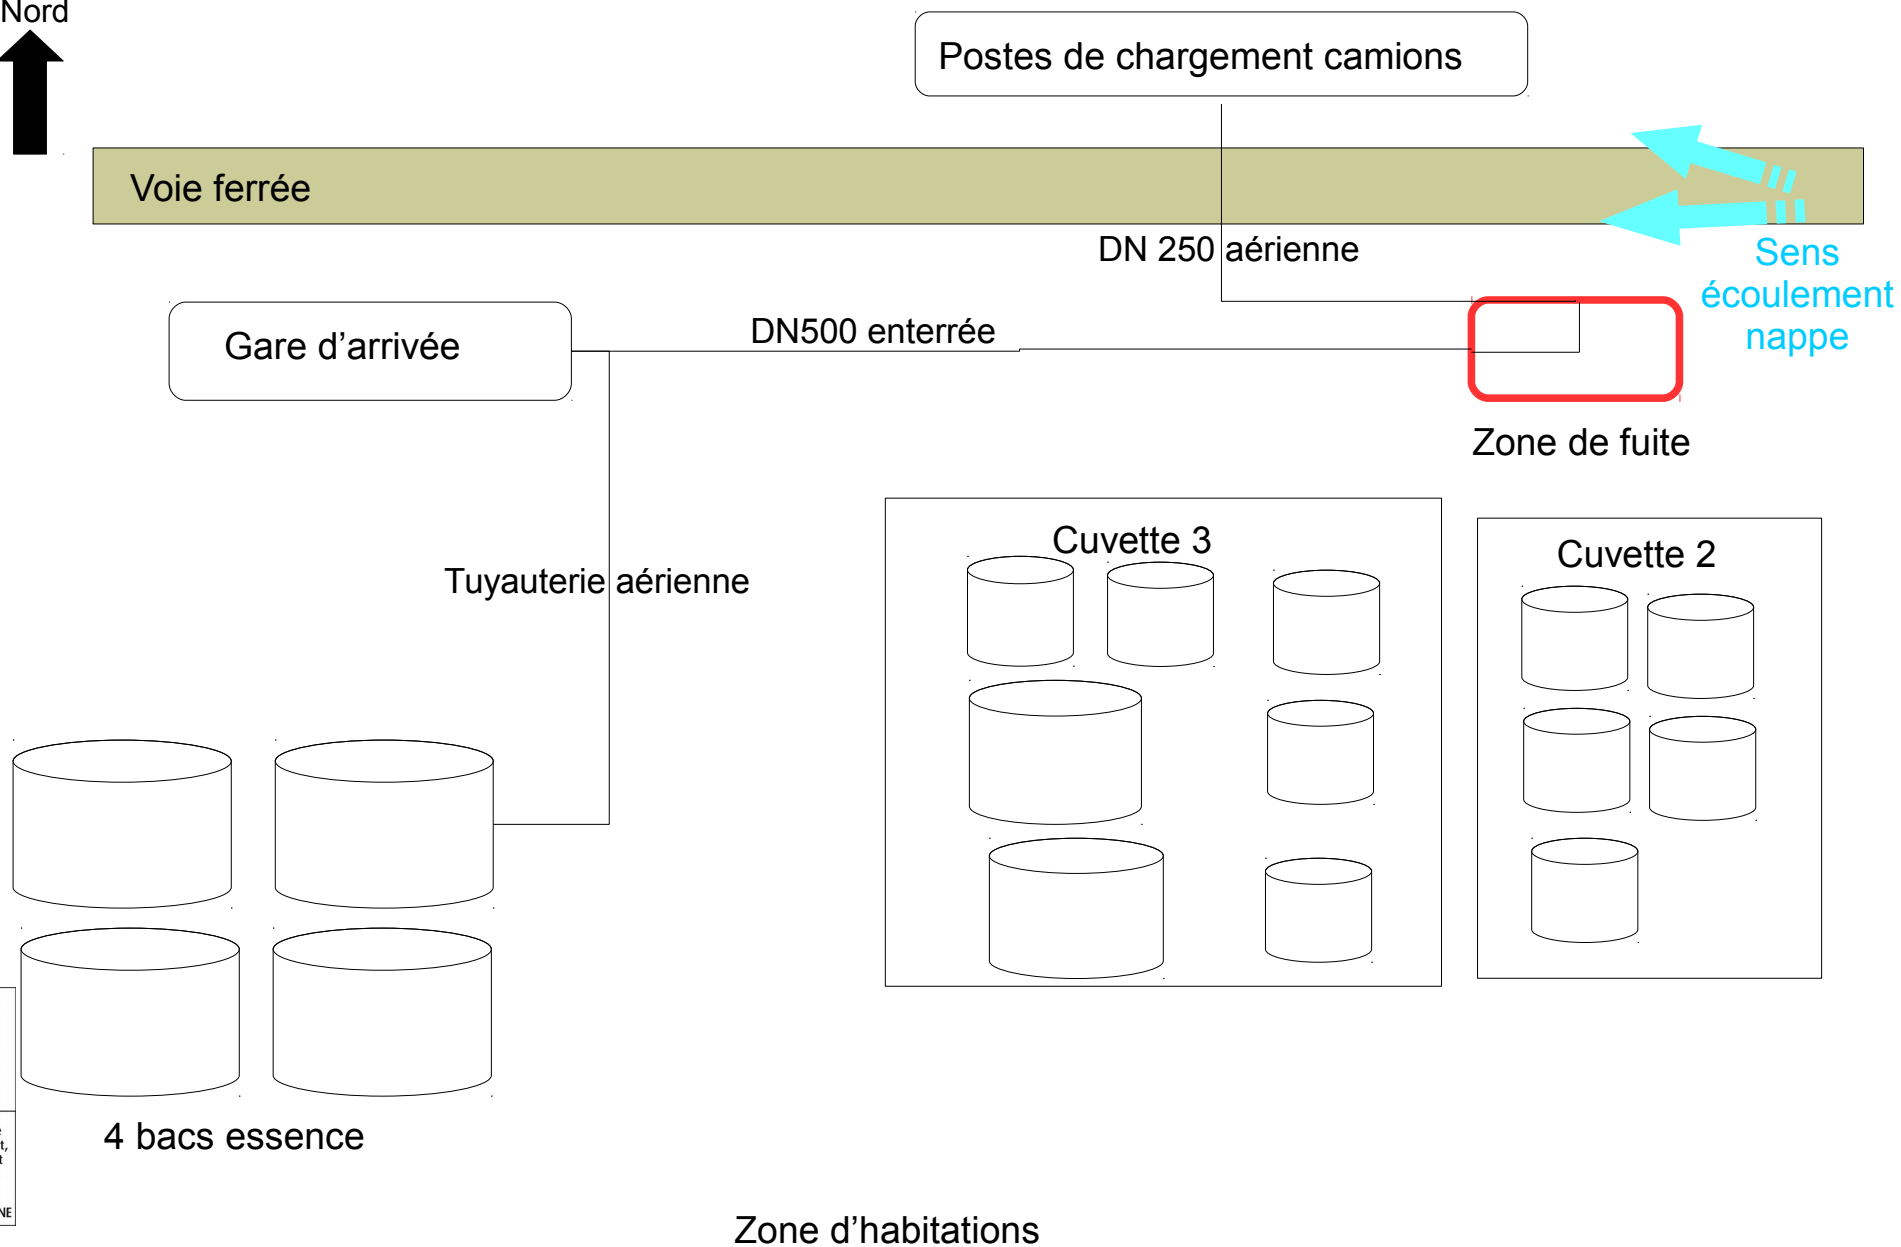 Nord
Postes de chargement camions
Voie ferrée
DN 250 aérienne
Sens
écoulement
nappe
Gare d’arrivée
DN500 enterrée
Zone de fuite
Cuvette 3
Cuvette 2
Tuyauterie aérienne
4 bacs essence
Zone d’habitations